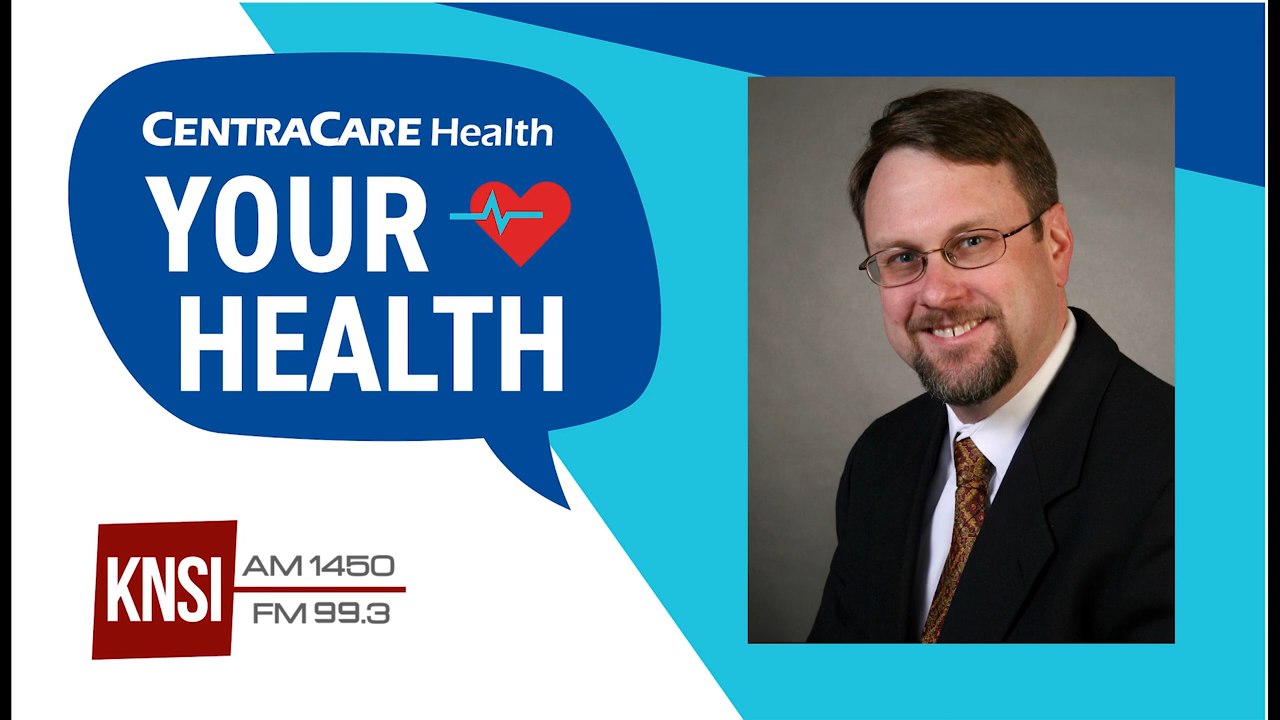 CENTRACARE Health
YOUR
HEALTH
KNSI
AM 1450
FM 99.3